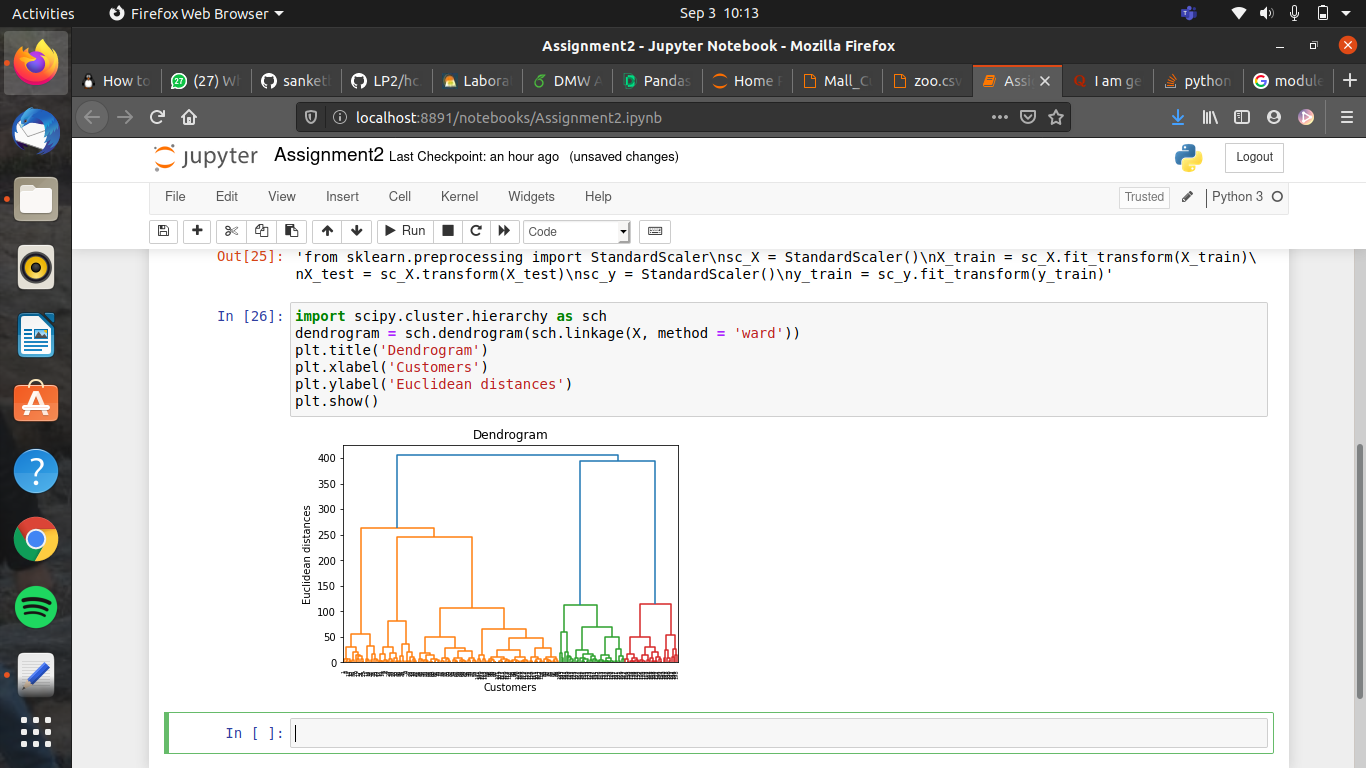 Activities
Firefox Web Browser
Sep 3 10:13
Assignment2 - Jupyter Notebook - Mozilla Firefox
How to
(27) W
sanket
LP2/hc
Labora
DMW A
Pandas
Home P
Mall_C
zoo.csv
Assi
I am ge
python
module
localhost:8891/notebooks/Assignment2.ipynb
jupyter
Assignment2 Last Checkpoint: an hour ago (unsaved changes)
Logout
File Edit View Insert Cell Kernel Widgets Help
Trusted
Python 3
Run
Code
Out[25]: 'from sklearn.preprocessing import StandardScaler\nsc_X = StandardScaler()\nX_train = sc_X.fit_transform(X_train)\
nX_test = sc_X.transform(X_test)\nsc_y = StandardScaler()\ny_train = sc_y.fit_transform(y_train)'
In [26]: import scipy.cluster.hierarchy as sch
dendrogram = sch.dendrogram(sch.linkage(X, method = 'ward'))
plt.title('Dendrogram')
plt.xlabel('Customers')
plt.ylabel('Euclidean distances')
plt.show()
Dendrogram
400
350
300
250
200
150
100
50
0
Euclidean distances
Customers
In [ ]: